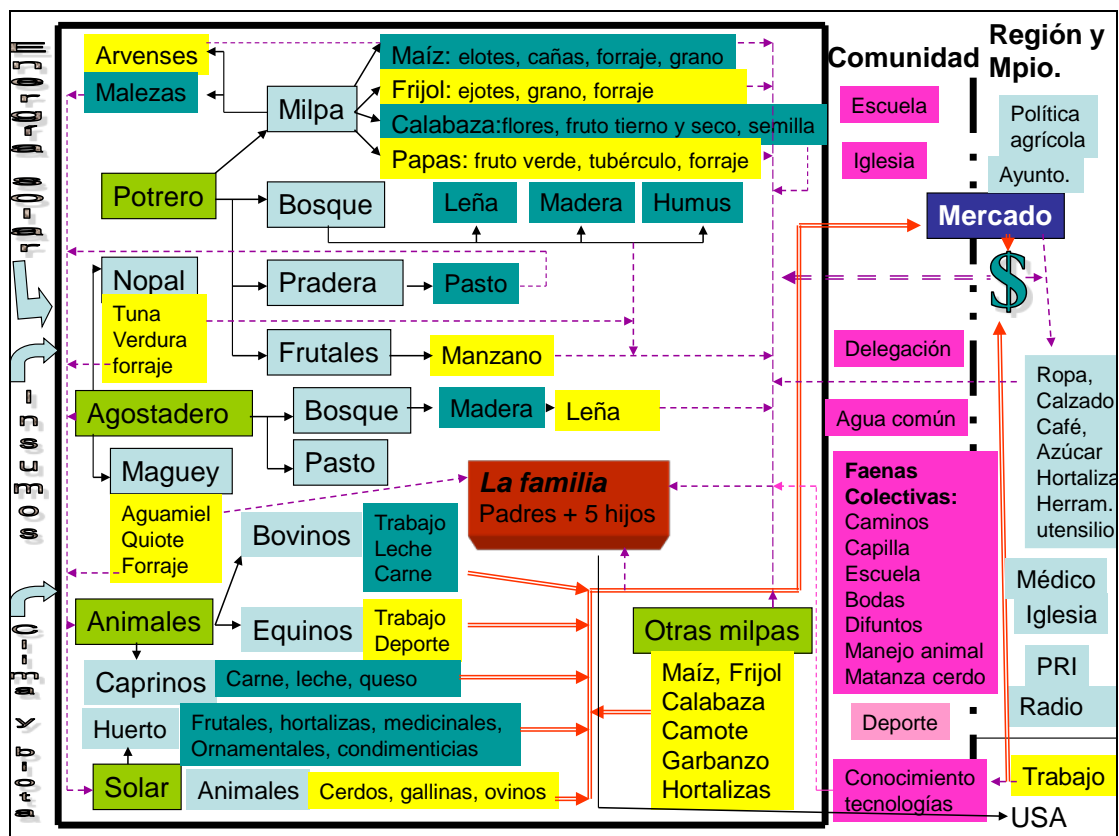 Energía solar
Insumos
Clima y biota
Arvenses
Malezas
Milpa
Maíz: elotes, cañas, forraje, grano
Frijol: ejotes, grano, forraje
Calabaza:flores, fruto tierno y seco, semilla
Papas: fruto verde, tubérculo, forraje
Potrero
Bosque
Leña
Madera
Humus
Nopal
Tuna
Verdura
forraje
Pradera
Pasto
Frutales
Manzano
Agostadero
Bosque
Madera
Leña
Pasto
Maguey
Aguamiel
Quiote
Forraje
La familia
Padres + 5 hijos
Bovinos
Trabajo
Leche
Carne
Animales
Equinos
Trabajo
Deporte
Caprinos
Carne, leche, queso
Huerto
Frutales, hortalizas, medicinales,
Ornamentales, condimenticias
Solar
Animales
Cerdos, gallinas, ovinos
Otras milpas
Maíz, Frijol
Calabaza
Camote
Garbanzo
Hortalizas
Comunidad
Escuela
Iglesia
Delegación
Agua común
Faenas
Colectivas:
Caminos
Capilla
Escuela
Bodas
Difuntos
Manejo animal
Matanza cerdo
Deporte
Conocimiento
tecnologías
Región y
Mpio.
Política
agrícola
Ayunto.
Mercado
$
Ropa,
Calzado
Café,
Azúcar
Hortaliza
Herram.
utensilio
Médico
Iglesia
PRI
Radio
Trabajo
USA